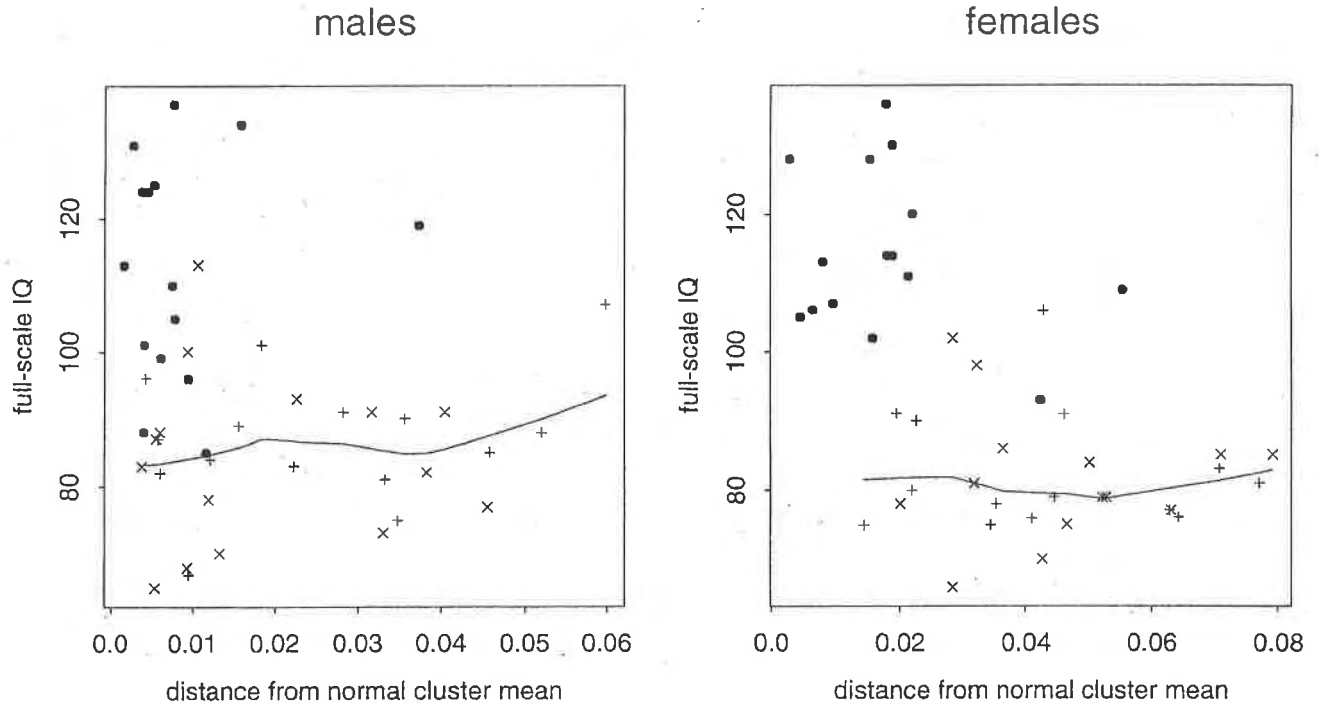 males
females
full-scale IQ
120
100
80
0.0 0.01 0.02 0.03 0.04 0.05 0.06
distance from normal cluster mean
full-scale IQ
120
100
80
0.0 0.02 0.04 0.06 0.08
distance from normal cluster mean